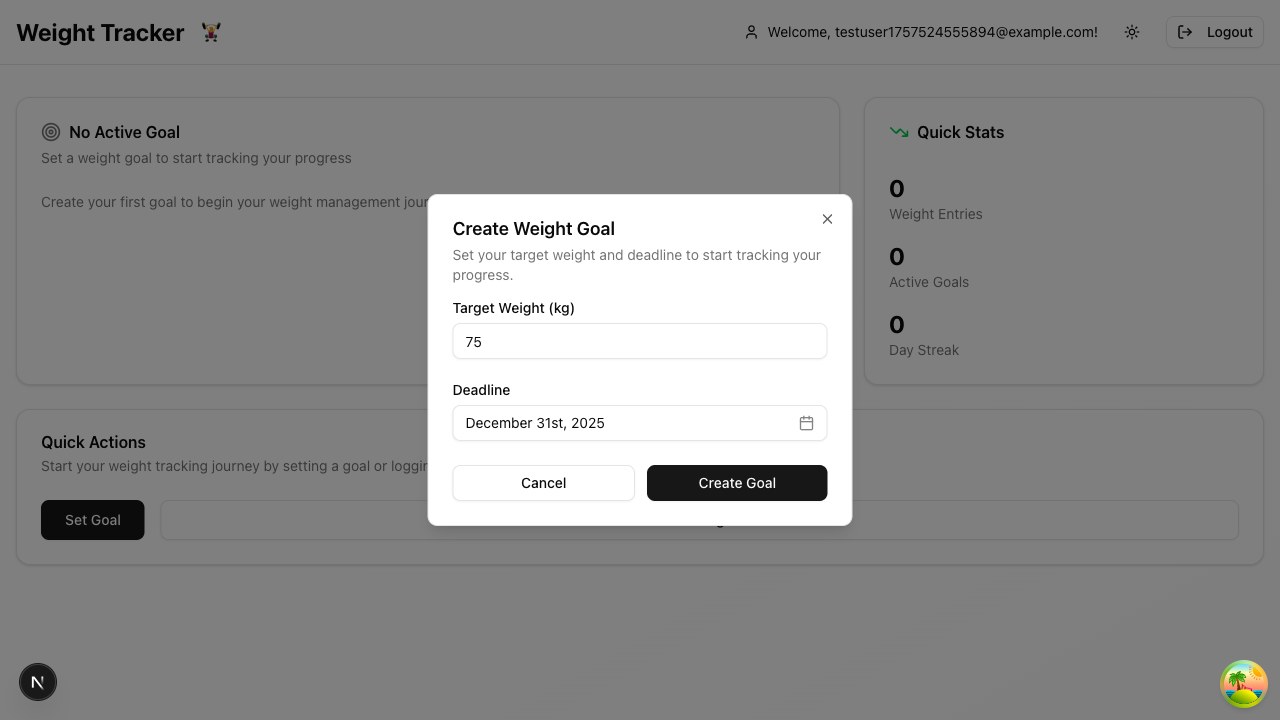 Weight Tracker
Welcome, testuser1757524555894@example.com!
Logout
No Active Goal
Set a weight goal to start tracking your progress
Create your first goal to begin your weight management
Quick Stats
0
Weight Entries
0
Active Goals
0
Day Streak
Create Weight Goal
Set your target weight and deadline to start tracking your
progress.
Target Weight (kg)
75
Deadline
December 31st, 2025
Cancel
Create Goal
Quick Actions
Start your weight tracking journey by setting a goal or
Set Goal
N